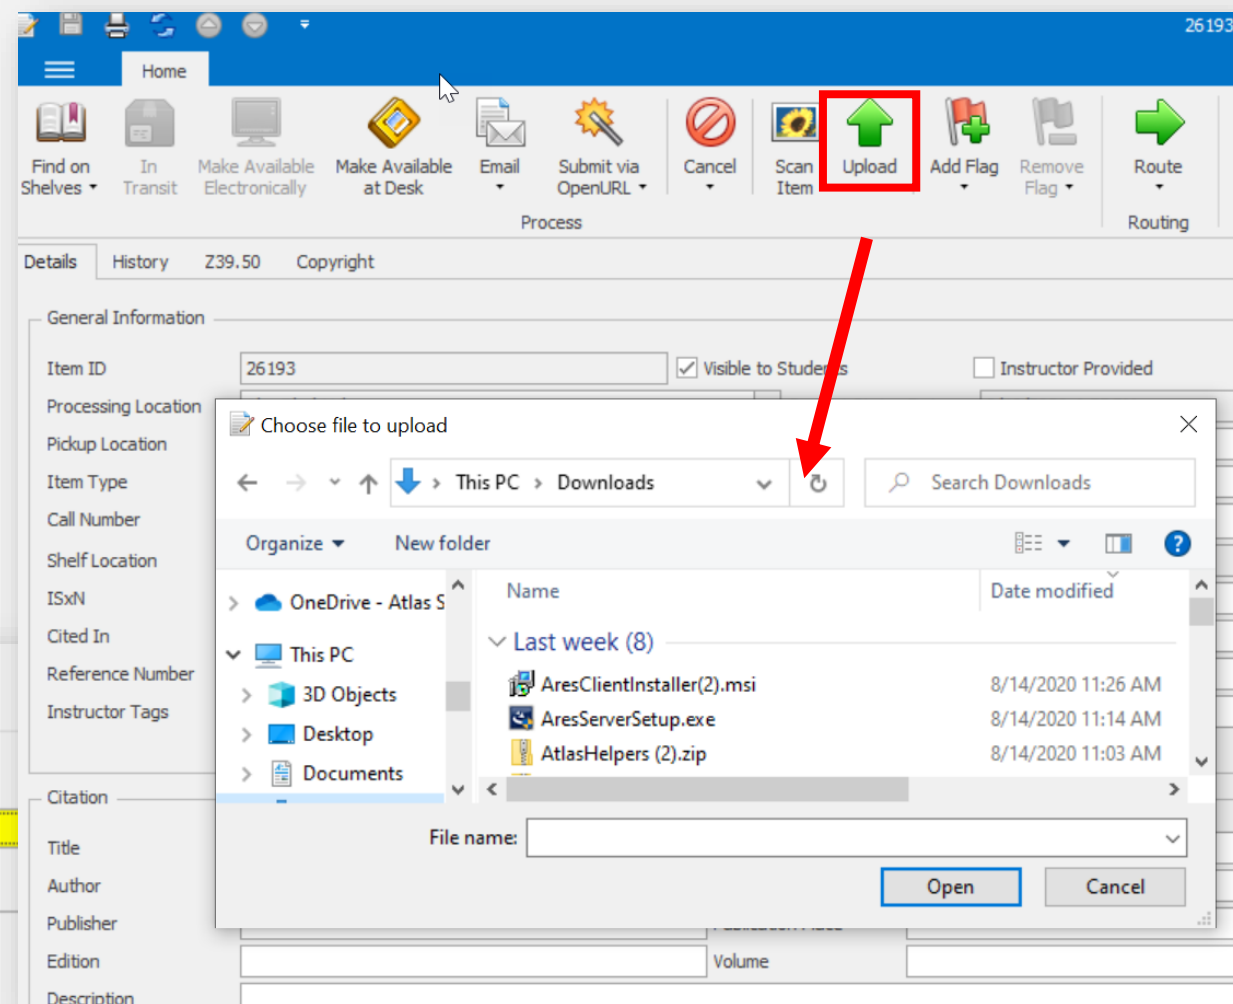 26193
Home
Find on Shelves
In Transit
Make Available Electronically
Make Available at Desk
Email
Submit via OpenURL
Cancel
Scan Item
Upload
Add Flag
Remove Flag
Route
Process
Routing
Details
History
Z39.50
Copyright
General Information
Item ID
26193
Visible to Students
Instructor Provided
Processing Location
Pickup Location
Item Type
Call Number
Shelf Location
ISxN
Cited In
Reference Number
Instructor Tags
Choose file to upload
This PC > Downloads
Search Downloads
Organize
New folder
OneDrive - Atlas S
This PC
3D Objects
Desktop
Documents
Name
Date modified
Last week (8)
AresClientInstaller(2).msi 8/14/2020 11:26 AM
AresServerSetup.exe 8/14/2020 11:14 AM
AtlasHelpers (2).zip 8/14/2020 11:03 AM
File name:
Open
Cancel
Citation
Title
Author
Publisher
Edition
Volume
Description